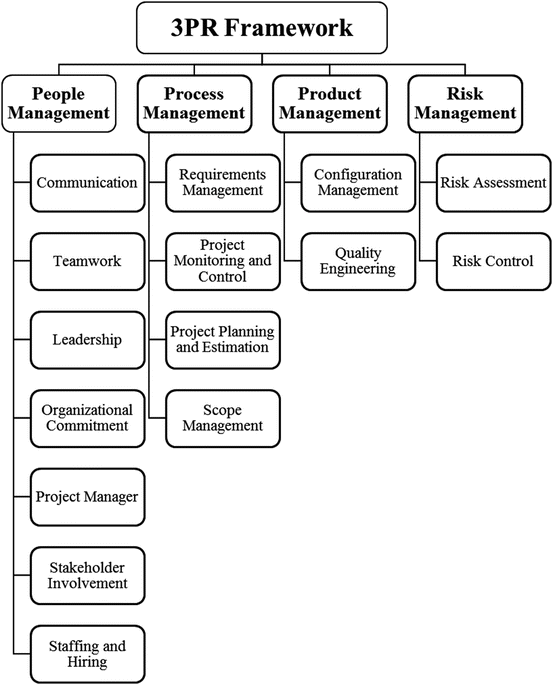 3PR Framework
People
Management
Process
Management
Product
Management
Risk
Management
Communication
Teamwork
Leadership
Organizational
Commitment
Project Manager
Stakeholder
Involvement
Staffing and
Hiring
Requirements
Management
Project
Monitoring and
Control
Project Planning
and Estimation
Scope
Management
Configuration
Management
Quality
Engineering
Risk Assessment
Risk Control